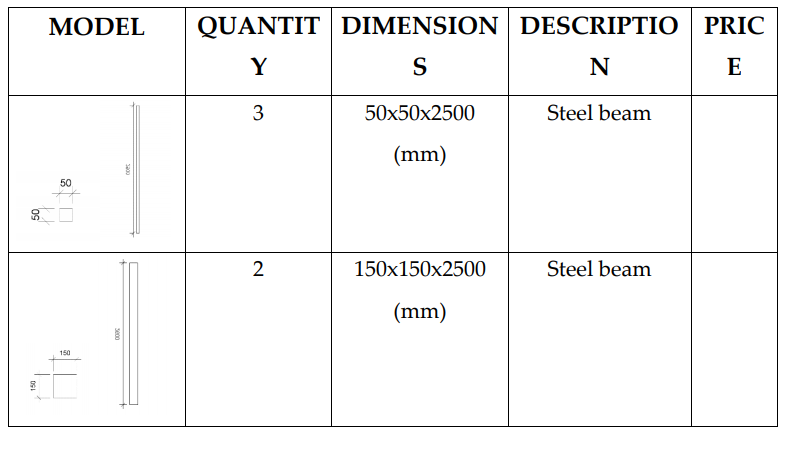 MODEL
QUANTIT
Y
DIMENSION
S
DESCRIPTIO
N
PRIC
E
50
50
3
50x50x2500
(mm)
Steel beam
150
150
2
150x150x2500
(mm)
Steel beam